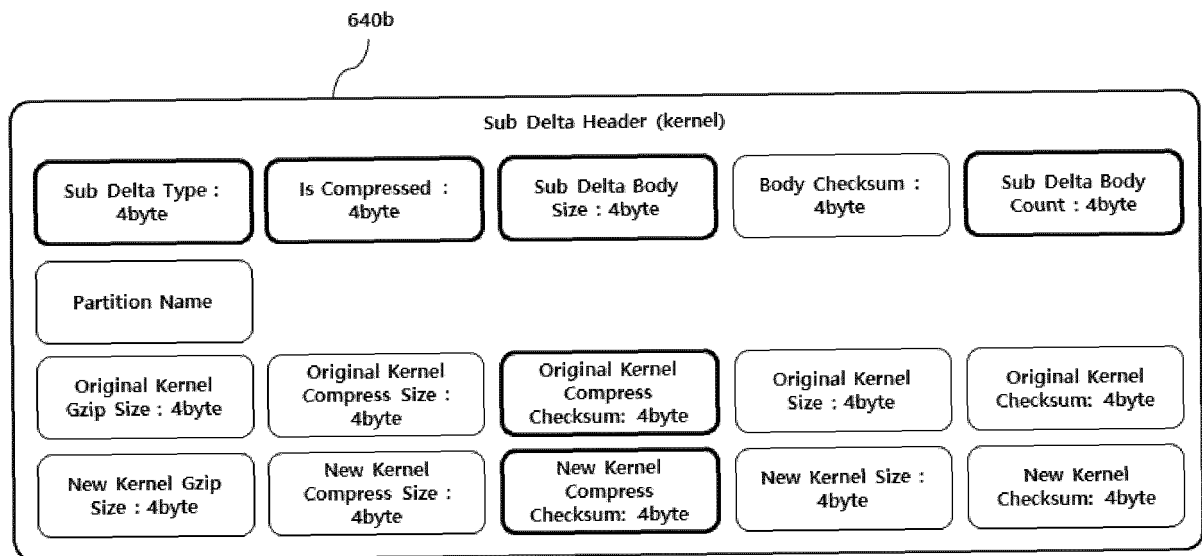 640b
Sub Delta Header (kernel)
Sub Delta Type :
4byte
Is Compressed :
4byte
Sub Delta Body
Size : 4byte
Body Checksum :
4byte
Sub Delta Body
Count : 4byte
Partition Name
Original Kernel
Gzip Size : 4byte
Original Kernel
Compress Size :
4byte
Original Kernel
Compress
Checksum: 4byte
Original Kernel
Size : 4byte
Original Kernel
Checksum: 4byte
New Kernel Gzip
Size : 4byte
New Kernel
Compress Size :
4byte
New Kernel
Compress
Checksum: 4byte
New Kernel Size :
4byte
New Kernel
Checksum: 4byte